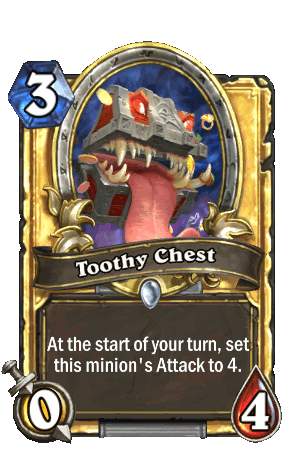 3
Toothy Chest
At the start of your turn, set
this minion's Attack to 4.
0
4